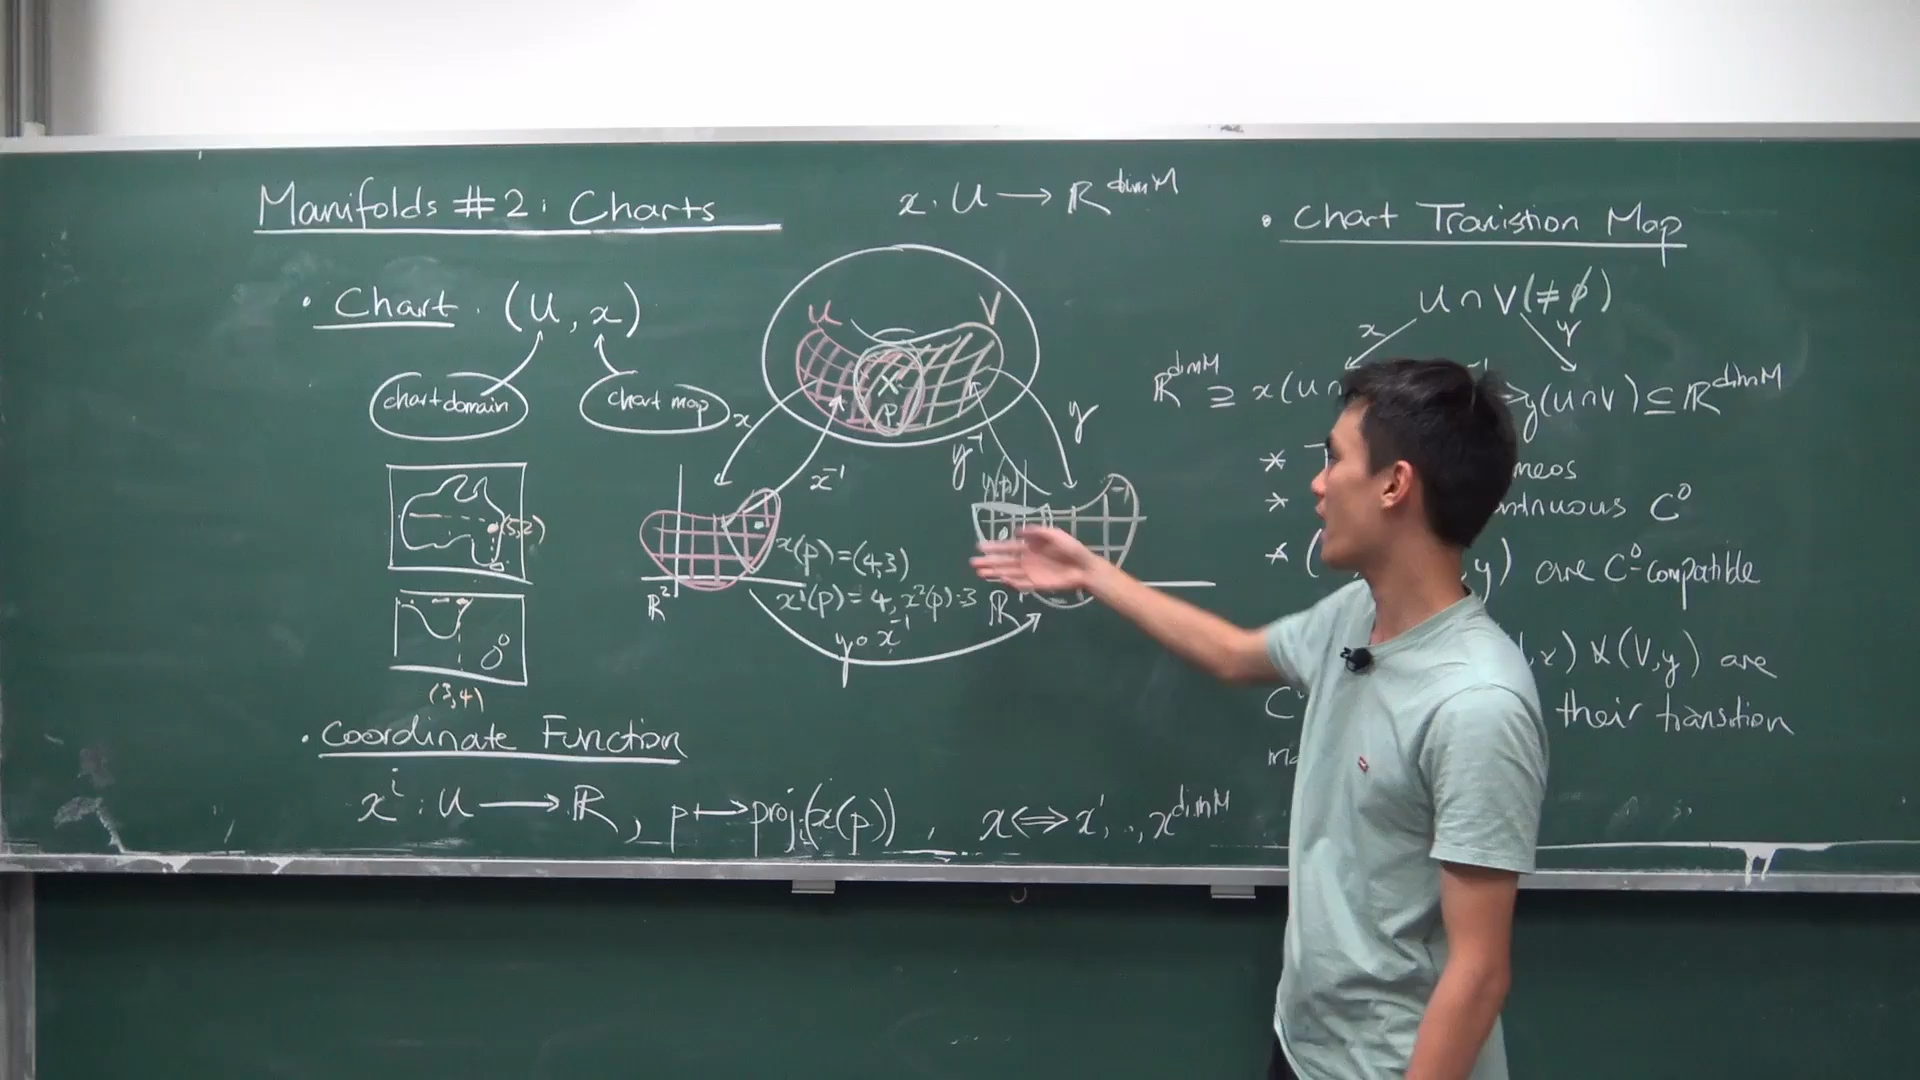 Manifolds #2: Charts
• Chart. (U, x)
chart domain
chart map
(5,2)
(3,4)
• Coordinate Function
xⁱ : U ⟶ ℝ, p ↦ projᵢ(x(p)), x ⟺ x¹, .., x^dimM
x : U ⟶ ℝ^dimM
U V
p
x x⁻¹ y⁻¹ y
y(p)
x(p) = (4,3)
x¹(p) = 4, x²(p) = 3
ℝ² ℝ
y ∘ x⁻¹
• Chart Tranistion Map
U ∩ V (≠ ∅)
x y
ℝ^dimM ⊇ x(U y(U∩V) ⊆ ℝ^dimM
* meos
* ntinuous C⁰
* ( , y) are C⁰-compatible
, x) & (V, y) are
C their transition